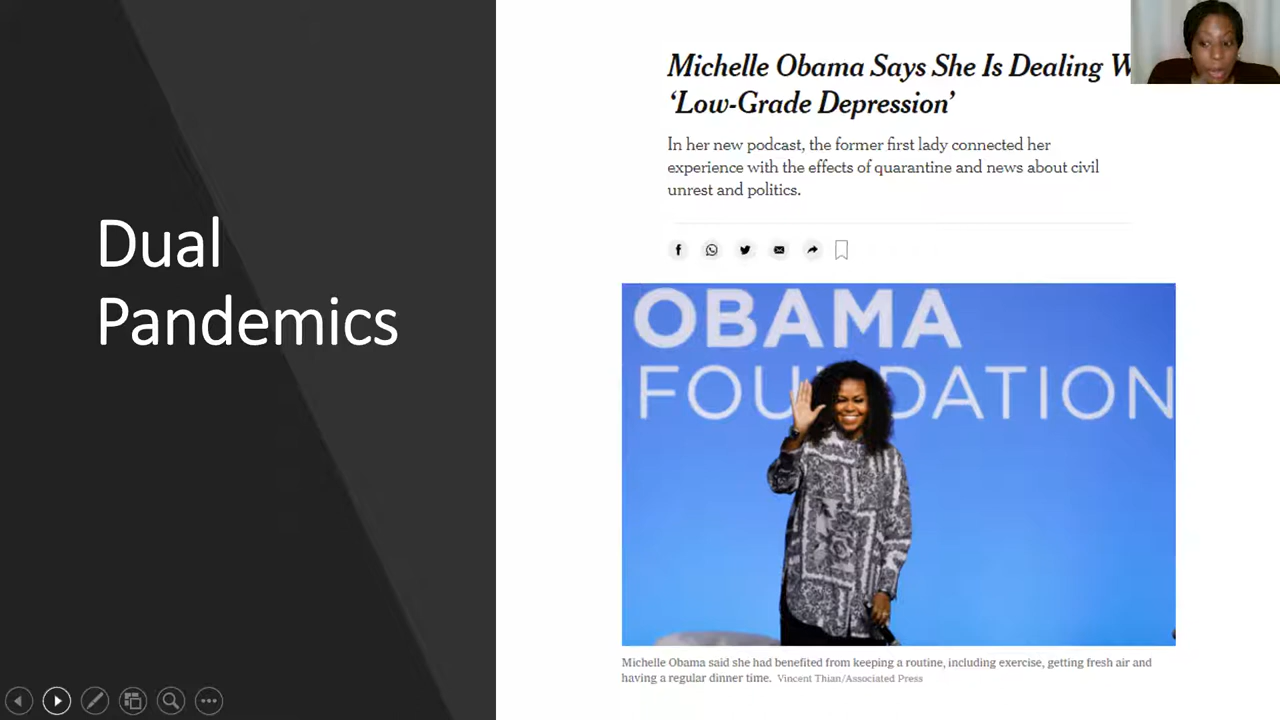 Dual
Pandemics
Michelle Obama Says She Is Dealing
‘Low-Grade Depression’
In her new podcast, the former first lady connected her
experience with the effects of quarantine and news about civil
unrest and politics.
OBAMA
FOUNDATION
Michelle Obama said she had benefited from keeping a routine, including exercise, getting fresh air and
having a regular dinner time. Vincent Thian/Associated Press